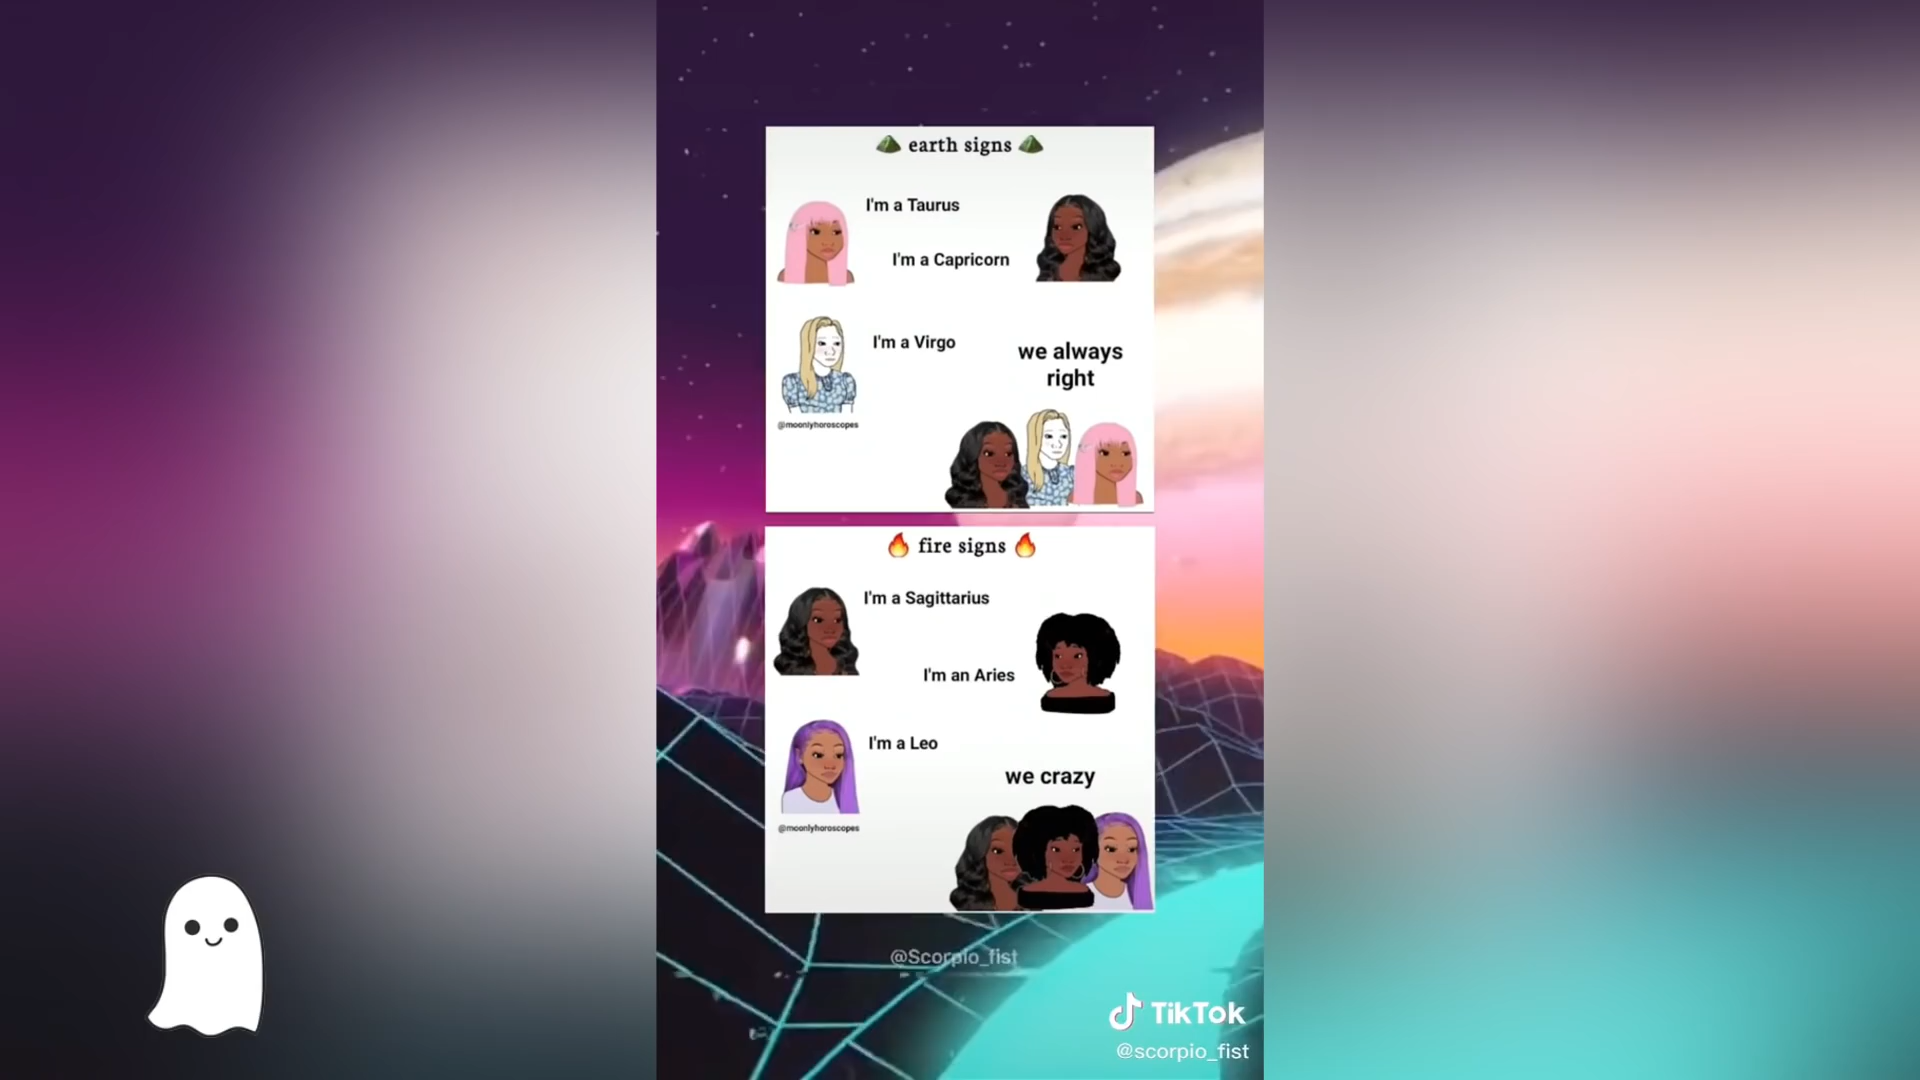 earth signs
I'm a Taurus
I'm a Capricorn
I'm a Virgo
we always
right
@moonlyhoroscopes
fire signs
I'm a Sagittarius
I'm an Aries
I'm a Leo
we crazy
@moonlyhoroscopes
@Scorpio_fist
TikTok
@scorpio_fist